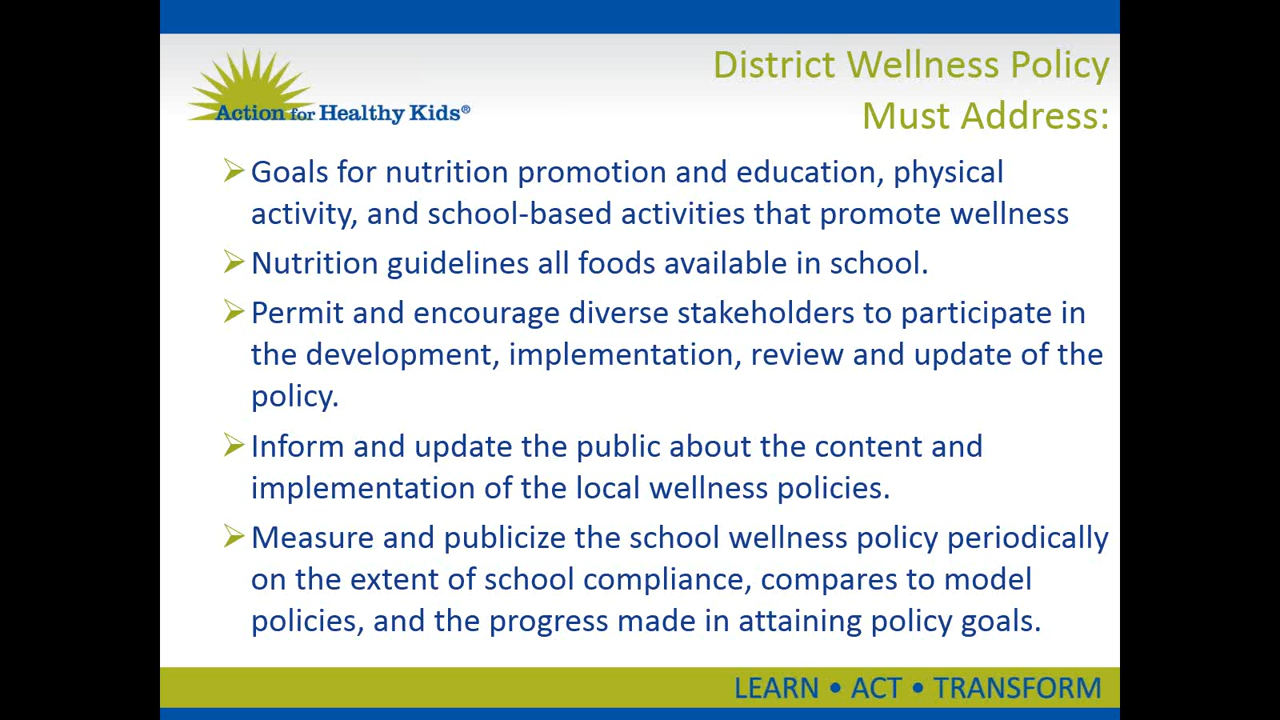 District Wellness Policy
Must Address:
Action for Healthy Kids®
Goals for nutrition promotion and education, physical
activity, and school-based activities that promote wellness
Nutrition guidelines all foods available in school.
Permit and encourage diverse stakeholders to participate in
the development, implementation, review and update of the
policy.
Inform and update the public about the content and
implementation of the local wellness policies.
Measure and publicize the school wellness policy periodically
on the extent of school compliance, compares to model
policies, and the progress made in attaining policy goals.
LEARN • ACT • TRANSFORM